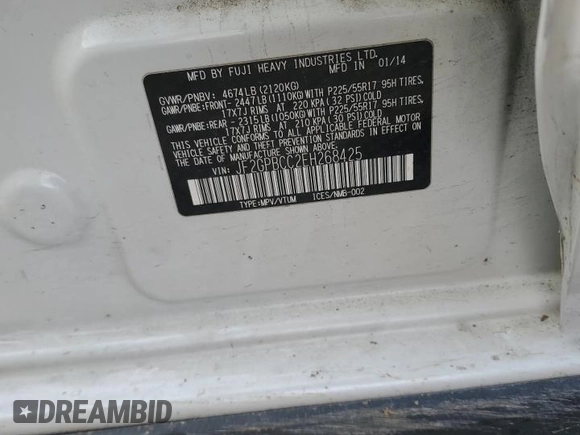 MFD BY FUJI HEAVY INDUSTRIES LTD. 01/14
GVWR/PNBV: 4674LB(2120KG)
GAWR/PNBE:FRONT- 2447LB(1110KG)WITH P225/55R17 95H TIRES,
17X7J RIMS AT 220 KPA(32 PSI)COLD
GAWR/PNBE:REAR - 2315LB(1050KG)WITH P225/55R17 95H TIRES,
17X7J RIMS AT 210 KPA(30 PSI)COLD
THIS VEHICLE CONFORMS TO ALL APPLICABLE FEDERAL MOTOR
VEHICLE SAFETY AND THEFT PREVENTION STANDARDS IN
EFFECT ON THE DATE OF MANUFACTURE SHOWN ABOVE.
VIN: JF2GPBCC2EH268425
TYPE:MPV/VTUM ICES/NMB-002
DREAMBID